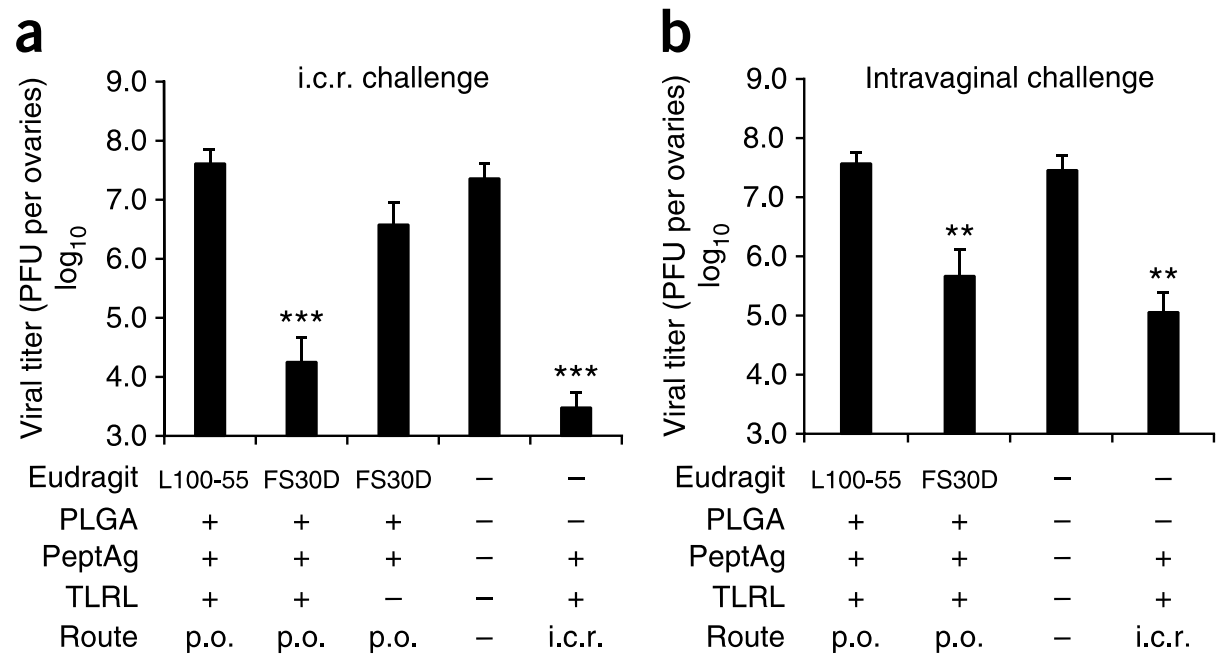 a
i.c.r. challenge
Viral titer (PFU per ovaries)
log10
9.0
8.0
7.0
6.0
5.0
4.0
3.0
***
***
Eudragit L100-55 FS30D FS30D – –
PLGA + + + – –
PeptAg + + + – +
TLRL + + – – +
Route p.o. p.o. p.o. – i.c.r.
b
Intravaginal challenge
Viral titer (PFU per ovaries)
log10
9.0
8.0
7.0
6.0
5.0
4.0
3.0
**
**
Eudragit L100-55 FS30D – –
PLGA + + – –
PeptAg + + – +
TLRL + + – +
Route p.o. p.o. – i.c.r.